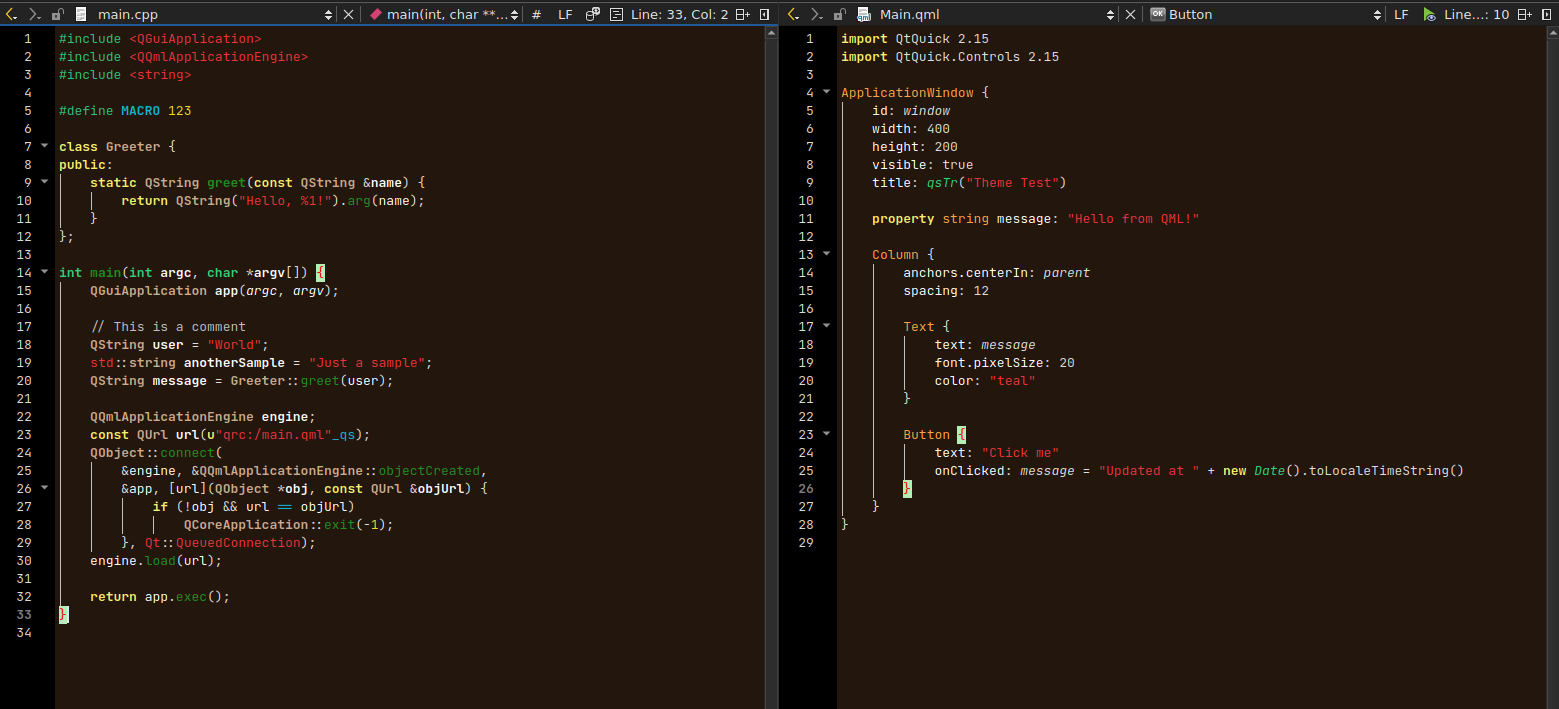 main.cpp
main(int, char **...
#
LF
Line: 33, Col: 2
1 #include <QGuiApplication>
2 #include <QQmlApplicationEngine>
3 #include <string>
4
5 #define MACRO 123
6
7 class Greeter {
8 public:
9     static QString greet(const QString &name) {
10         return QString("Hello, %1!").arg(name);
11     }
12 };
13
14 int main(int argc, char *argv[]) {
15     QGuiApplication app(argc, argv);
16
17     // This is a comment
18     QString user = "World";
19     std::string anotherSample = "Just a sample";
20     QString message = Greeter::greet(user);
21
22     QQmlApplicationEngine engine;
23     const QUrl url(u"qrc:/main.qml"_qs);
24     QObject::connect(
25         &engine, &QQmlApplicationEngine::objectCreated,
26         &app, [url](QObject *obj, const QUrl &objUrl) {
27             if (!obj && url == objUrl)
28                 QCoreApplication::exit(-1);
29         }, Qt::QueuedConnection);
30     engine.load(url);
31
32     return app.exec();
33 }
34
Main.qml
OK Button
LF
Line...: 10
1 import QtQuick 2.15
2 import QtQuick.Controls 2.15
3
4 ApplicationWindow {
5     id: window
6     width: 400
7     height: 200
8     visible: true
9     title: qsTr("Theme Test")
10
11     property string message: "Hello from QML!"
12
13     Column {
14         anchors.centerIn: parent
15         spacing: 12
16
17         Text {
18             text: message
19             font.pixelSize: 20
20             color: "teal"
21         }
22
23         Button {
24             text: "Click me"
25             onClicked: message = "Updated at " + new Date().toLocaleTimeString()
26         }
27     }
28 }
29